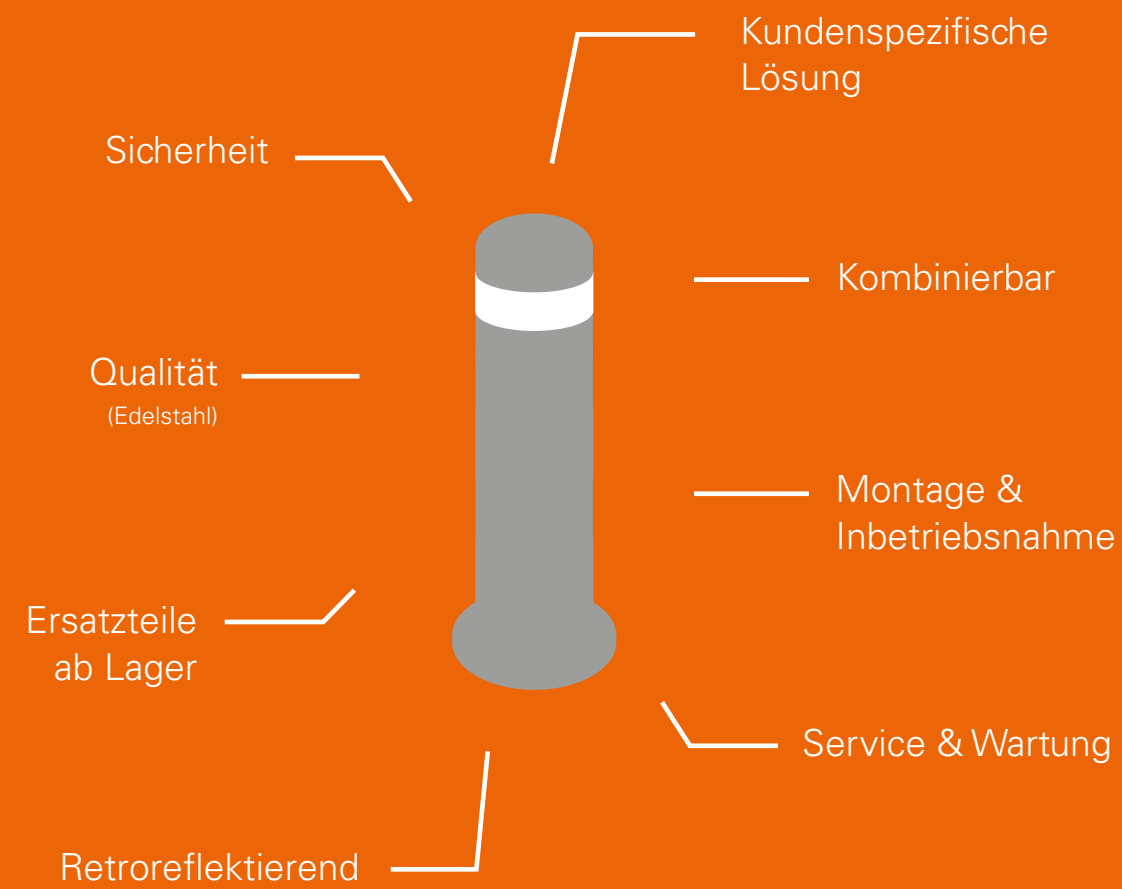 Kundenspezifische
Lösung
Sicherheit
Kombinierbar
Qualität
(Edelstahl)
Montage &
Inbetriebsnahme
Ersatzteile
ab Lager
Service & Wartung
Retroreflektierend